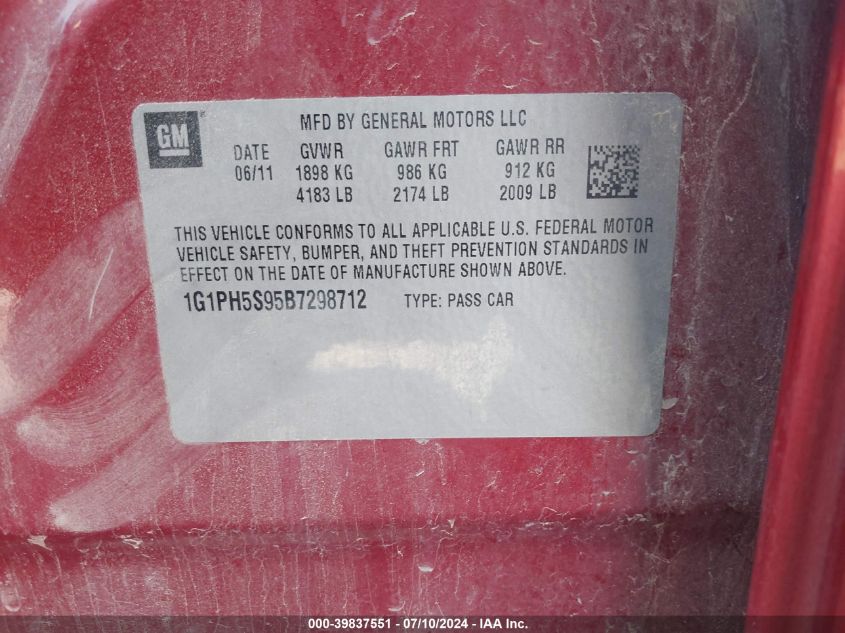 MFD BY GENERAL MOTORS LLC
GM
DATE GVWR GAWR FRT GAWR RR
06/11 1898 KG 986 KG 912 KG
4183 LB 2174 LB 2009 LB
THIS VEHICLE CONFORMS TO ALL APPLICABLE U.S. FEDERAL MOTOR
VEHICLE SAFETY, BUMPER, AND THEFT PREVENTION STANDARDS IN
EFFECT ON THE DATE OF MANUFACTURE SHOWN ABOVE.
1G1PH5S95B7298712 TYPE: PASS CAR
000-39837551 - 07/10/2024 - IAA Inc.